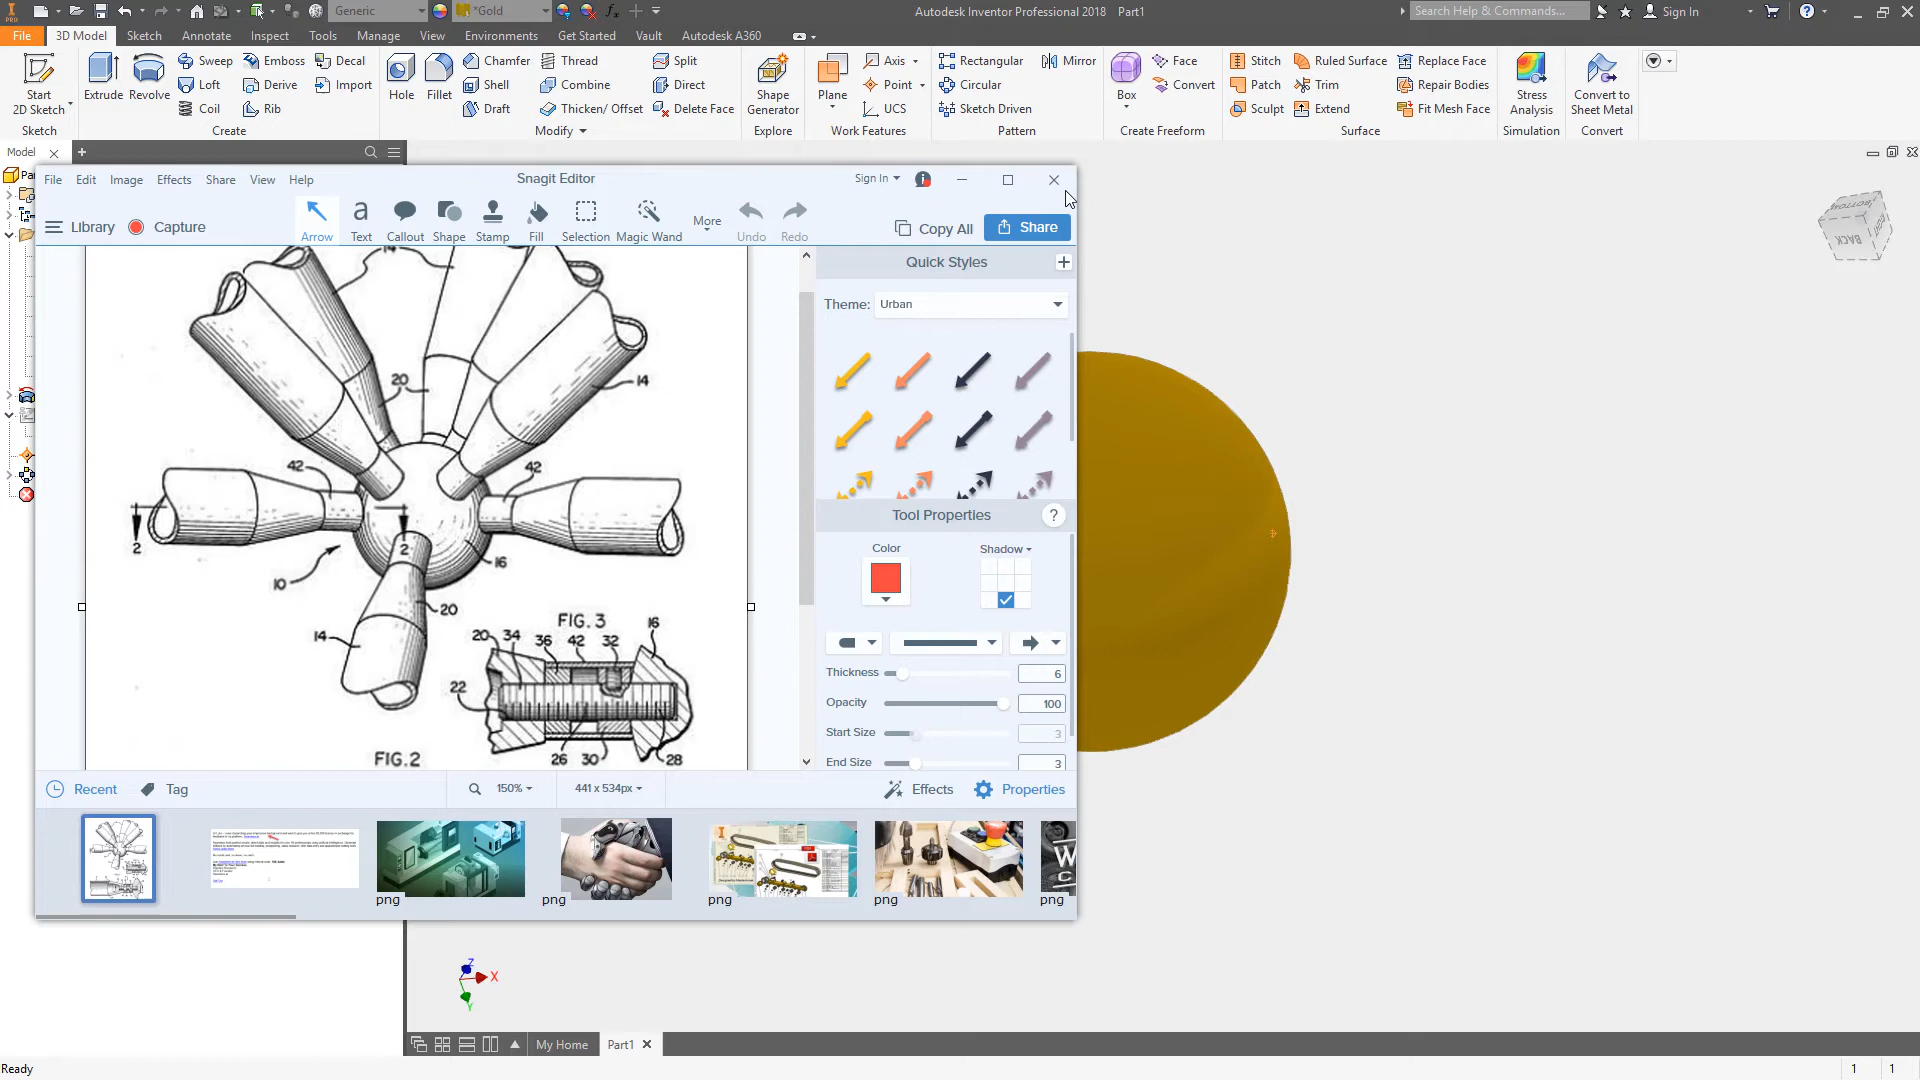 Generic
*Gold
Autodesk Inventor Professional 2018 Part1
Search Help & Commands...
Sign In
File
3D Model
Sketch
Annotate
Inspect
Tools
Manage
View
Environments
Get Started
Vault
Autodesk A360
Start
2D Sketch
Sketch
Extrude
Revolve
Sweep
Loft
Coil
Emboss
Derive
Rib
Decal
Import
Create
Hole
Fillet
Chamfer
Shell
Draft
Thread
Combine
Thicken/ Offset
Split
Direct
Delete Face
Modify
Shape
Generator
Explore
Plane
Axis
Point
UCS
Work Features
Rectangular
Circular
Sketch Driven
Mirror
Pattern
Box
Face
Convert
Create Freeform
Stitch
Patch
Sculpt
Ruled Surface
Trim
Extend
Replace Face
Repair Bodies
Fit Mesh Face
Surface
Stress
Analysis
Simulation
Convert to
Sheet Metal
Convert
Model
Par
File
Edit
Image
Effects
Share
View
Help
Snagit Editor
Sign In
Library
Capture
Arrow
Text
Callout
Shape
Stamp
Fill
Selection
Magic Wand
More
Undo
Redo
Copy All
Share
Quick Styles
Theme: Urban
14
20
14
42
42
2
2
10
16
20
14
FIG.3
20 34 36 42 32 16
22
26 30 28
FIG.2
Tool Properties
?
Color
Shadow
Thickness 6
Opacity 100
Start Size 3
End Size 3
Recent
Tag
150%
441 x 534px
Effects
Properties
png
png
png
png
png
BOTTOM
BACK
Z
X
Y
My Home
Part1
Ready
1 1